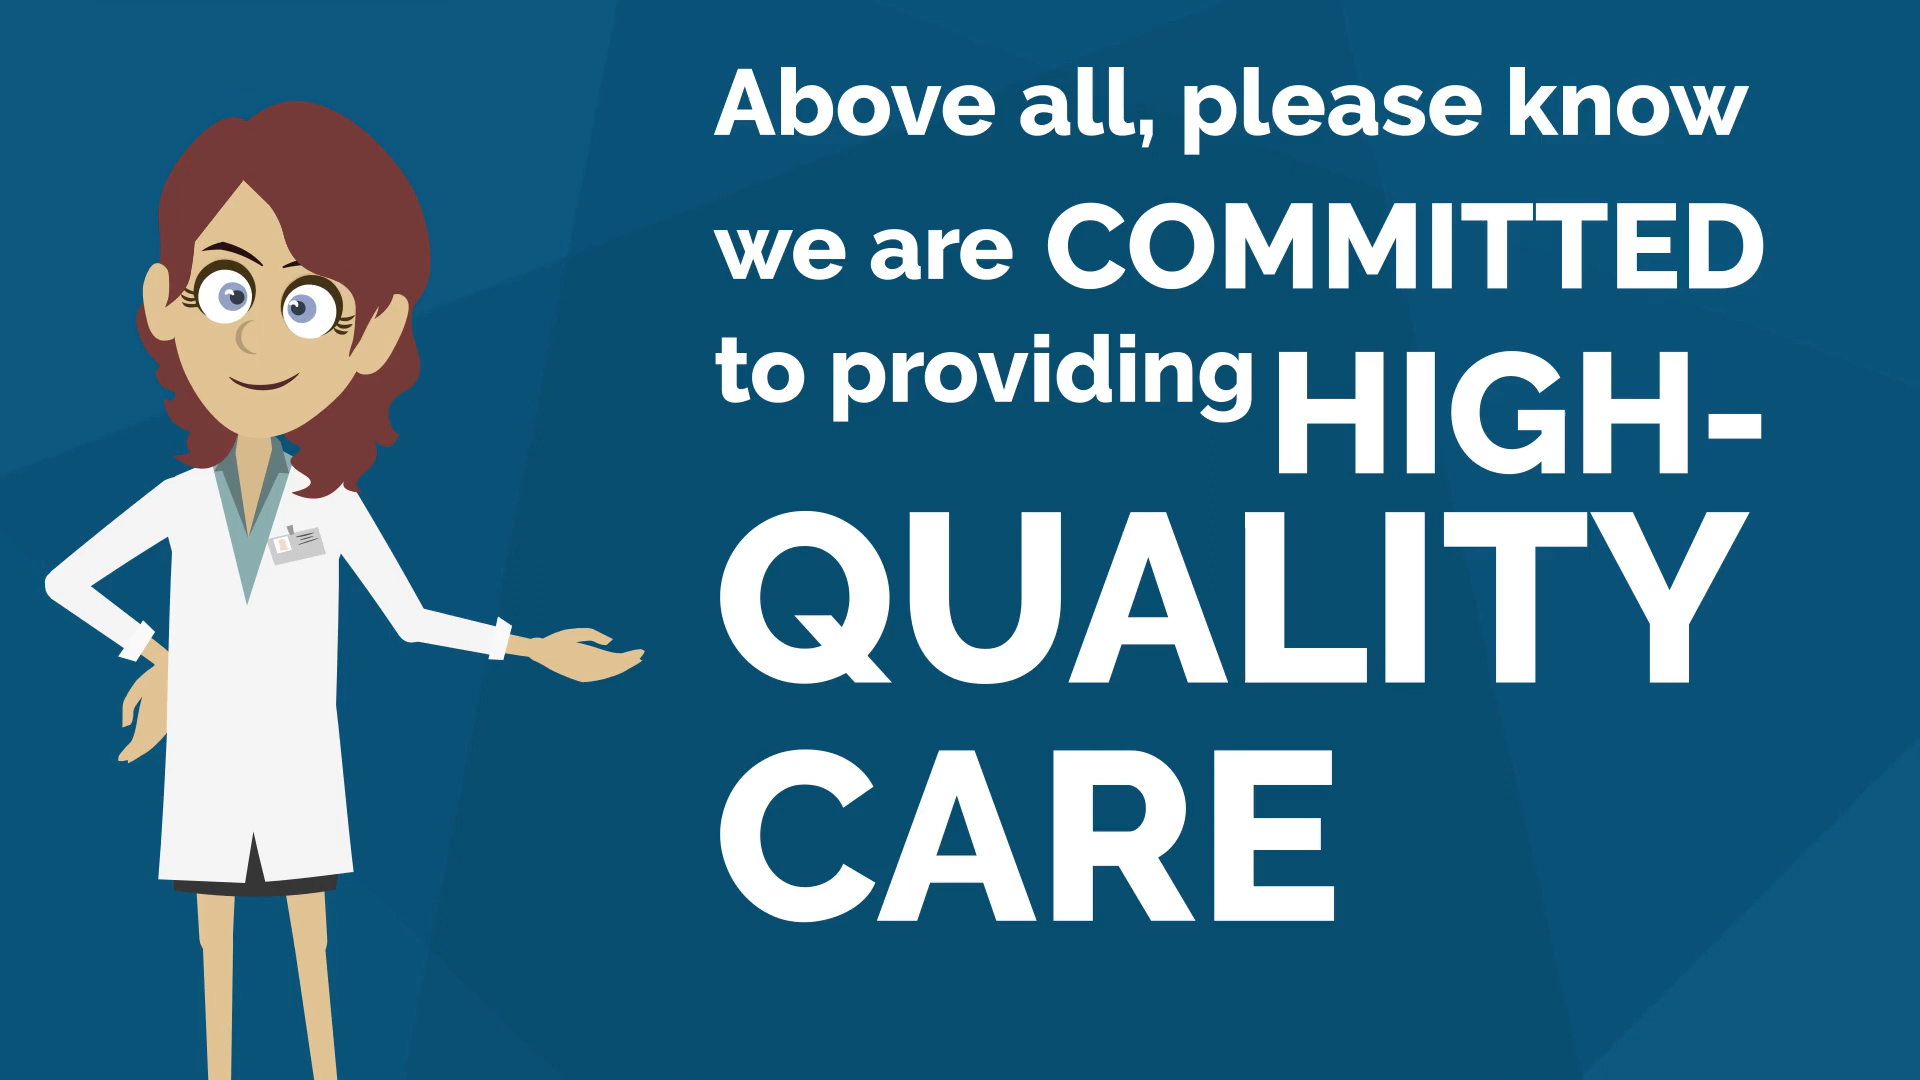 Above all, please know
we are COMMITTED
to providing HIGH-
QUALITY
CARE